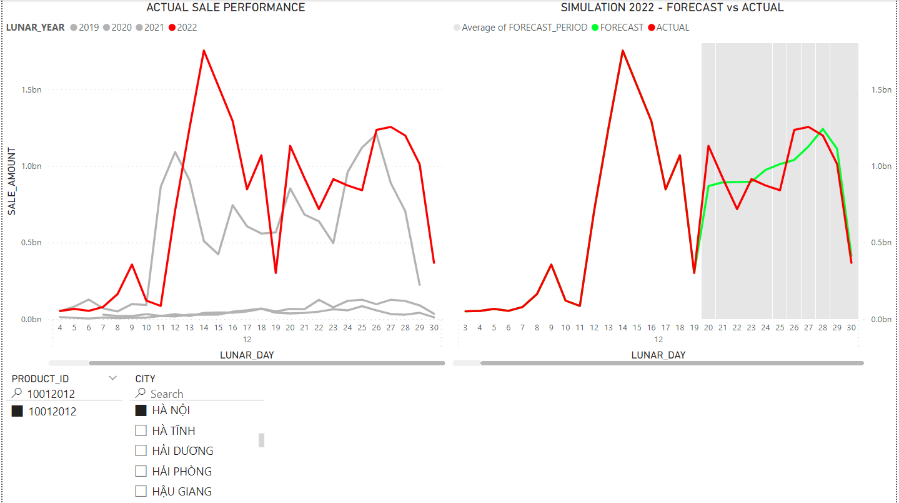 ACTUAL SALE PERFORMANCE
LUNAR_YEAR 2019 2020 2021 2022
1.5bn
1.0bn
0.5bn
0.0bn
SALE_AMOUNT
4 5 6 7 8 9 10 11 12 13 14 15 16 17 18 19 20 21 22 23 24 25 26 27 28 29 30
12
LUNAR_DAY
SIMULATION 2022 - FORECAST vs ACTUAL
Average of FORECAST_PERIOD FORECAST ACTUAL
1.5bn
1.0bn
0.5bn
0.0bn
3 4 5 6 7 8 9 10 11 12 13 14 15 16 17 18 19 20 21 22 23 24 25 26 27 28 29 30
12
LUNAR_DAY
PRODUCT_ID
10012012
10012012
CITY
Search
HÀ NỘI
HÀ TĨNH
HẢI DƯƠNG
HẢI PHÒNG
HẬU GIANG